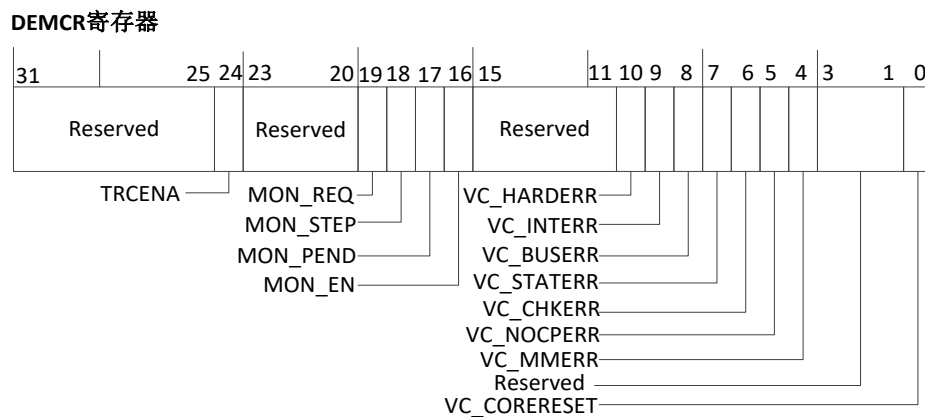 DEMCR寄存器
31 25 24 23 20 19 18 17 16 15 11 10 9 8 7 6 5 4 3 1 0
Reserved Reserved Reserved
TRCENA MON_REQ VC_HARDERR
MON_STEP VC_INTERR
MON_PEND VC_BUSERR
MON_EN VC_STATERR
VC_CHKERR
VC_NOCPERR
VC_MMERR
Reserved
VC_CORERESET